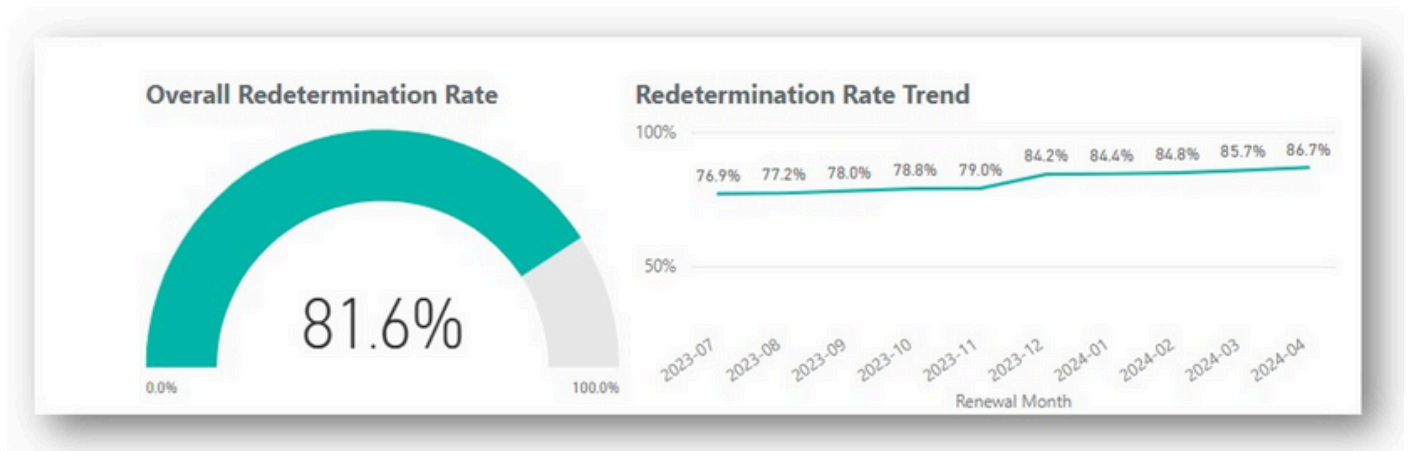 Overall Redetermination Rate
81.6%
0.0%
100.0%
Redetermination Rate Trend
100%
50%
76.9% 77.2% 78.0% 78.8% 79.0% 84.2% 84.4% 84.8% 85.7% 86.7%
2023-07 2023-08 2023-09 2023-10 2023-11 2023-12 2024-01 2024-02 2024-03 2024-04
Renewal Month